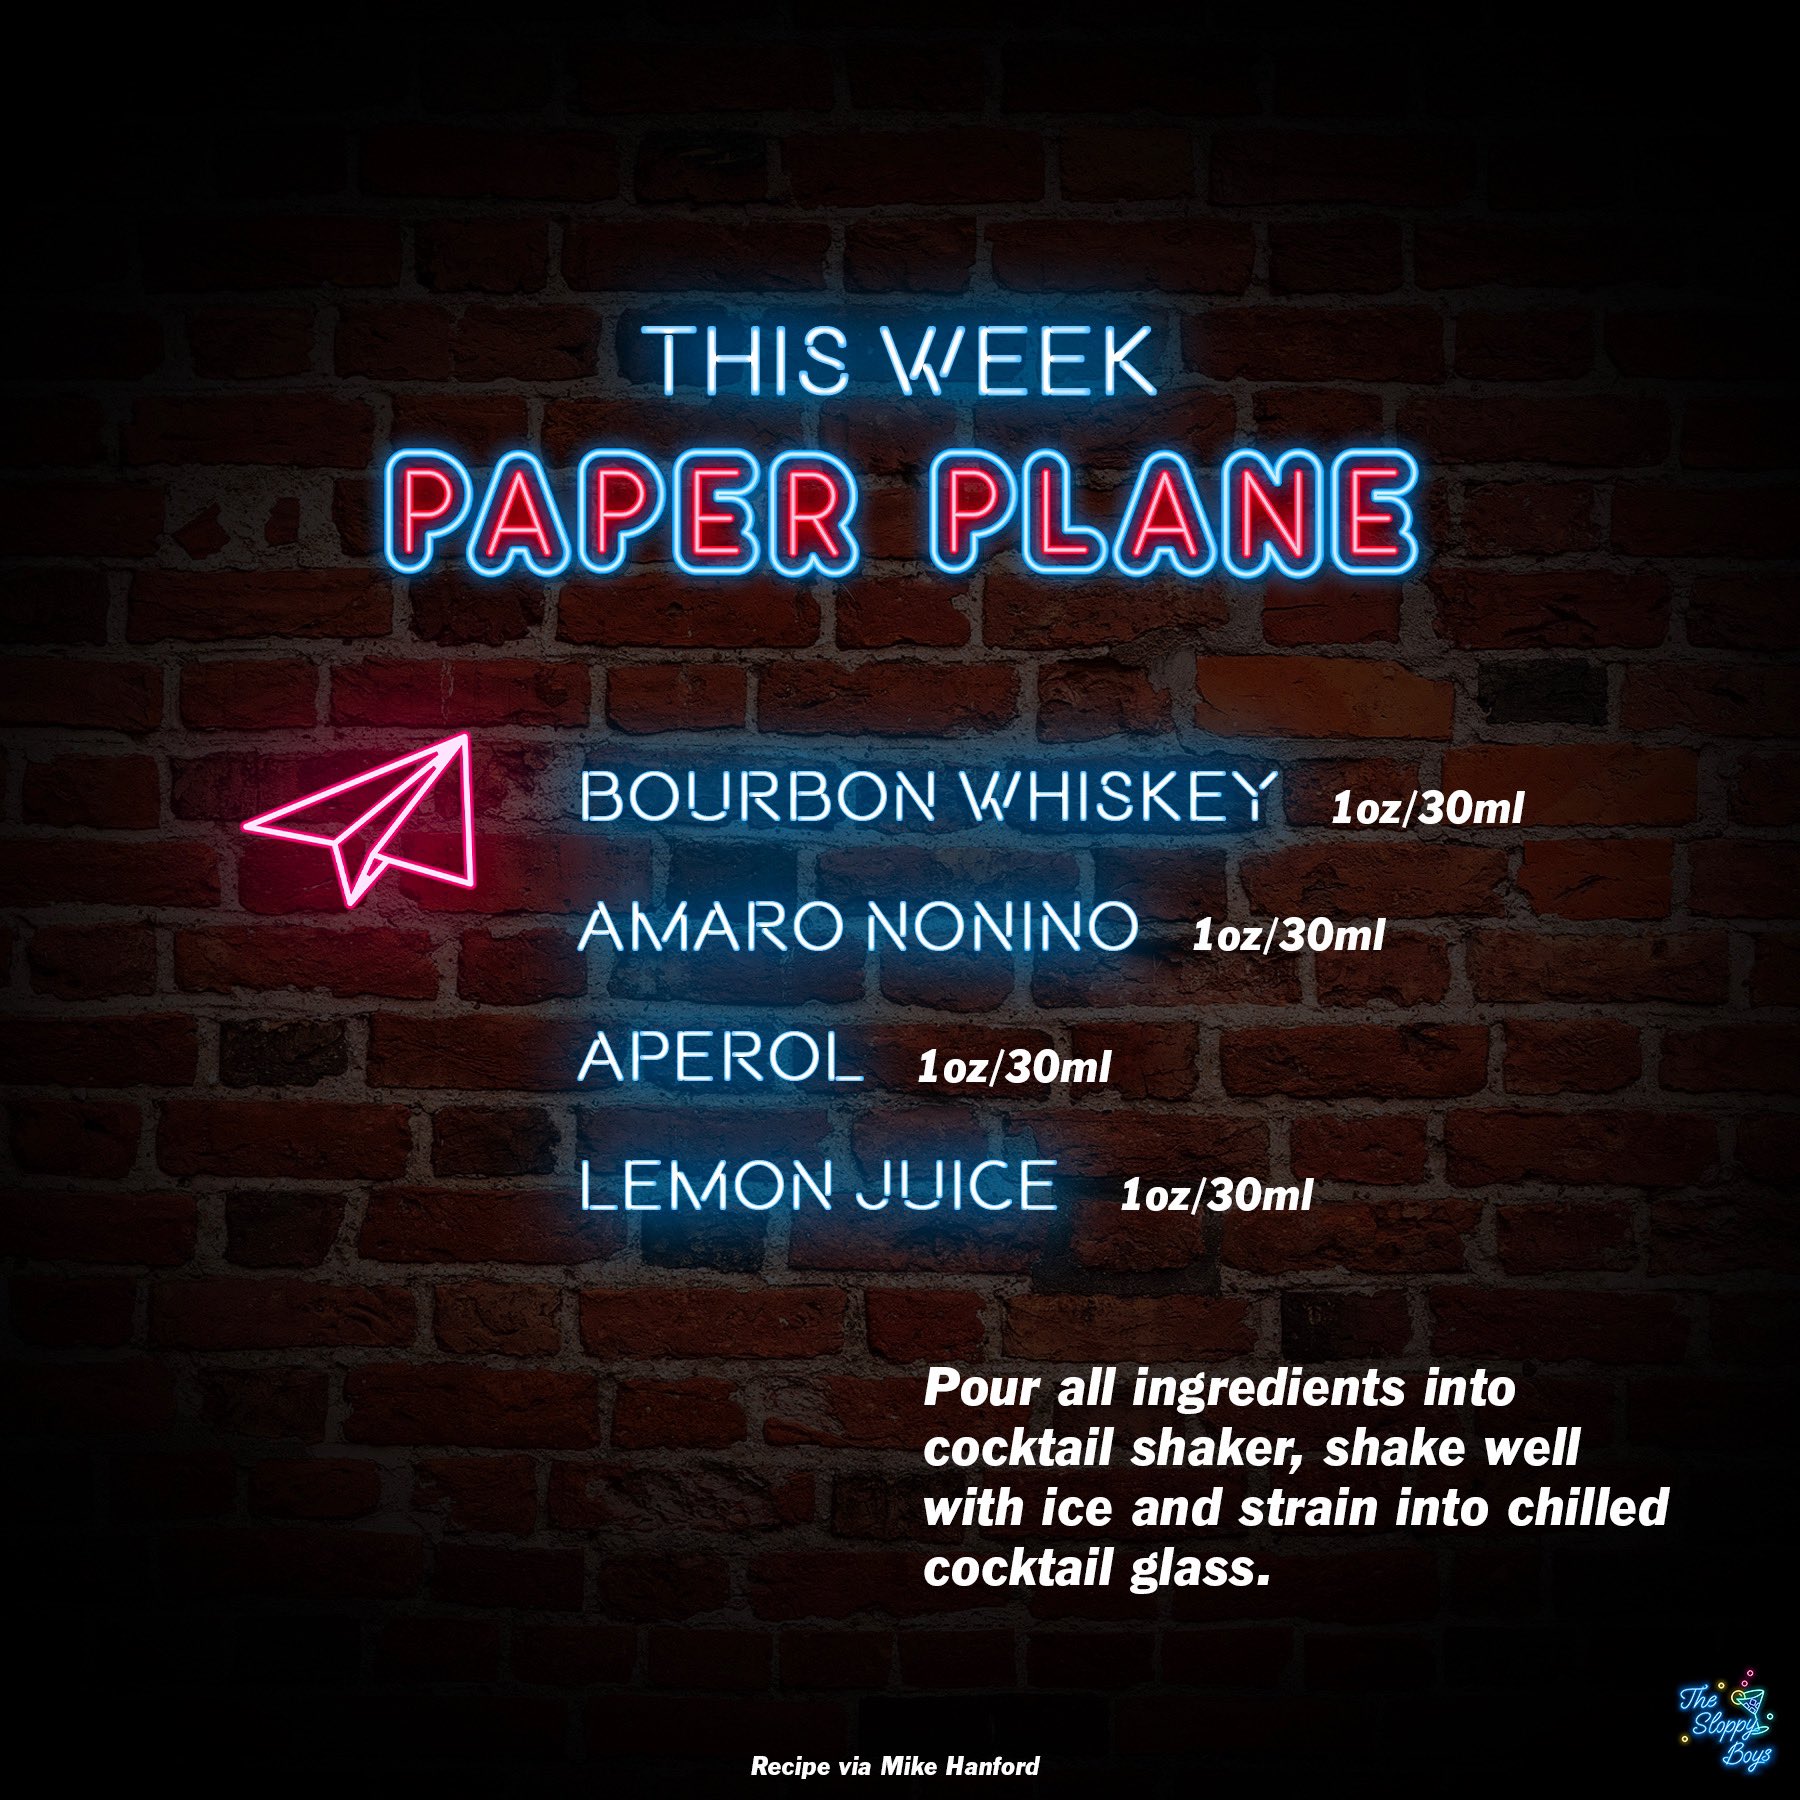 THIS WEEK
PAPER PLANE
BOURBON WHISKEY 1oz/30ml
AMARO NONINO 1oz/30ml
APEROL 1oz/30ml
LEMON JUICE 1oz/30ml
Pour all ingredients into
cocktail shaker, shake well
with ice and strain into chilled
cocktail glass.
The
Sloppy
Boys
Recipe via Mike Hanford